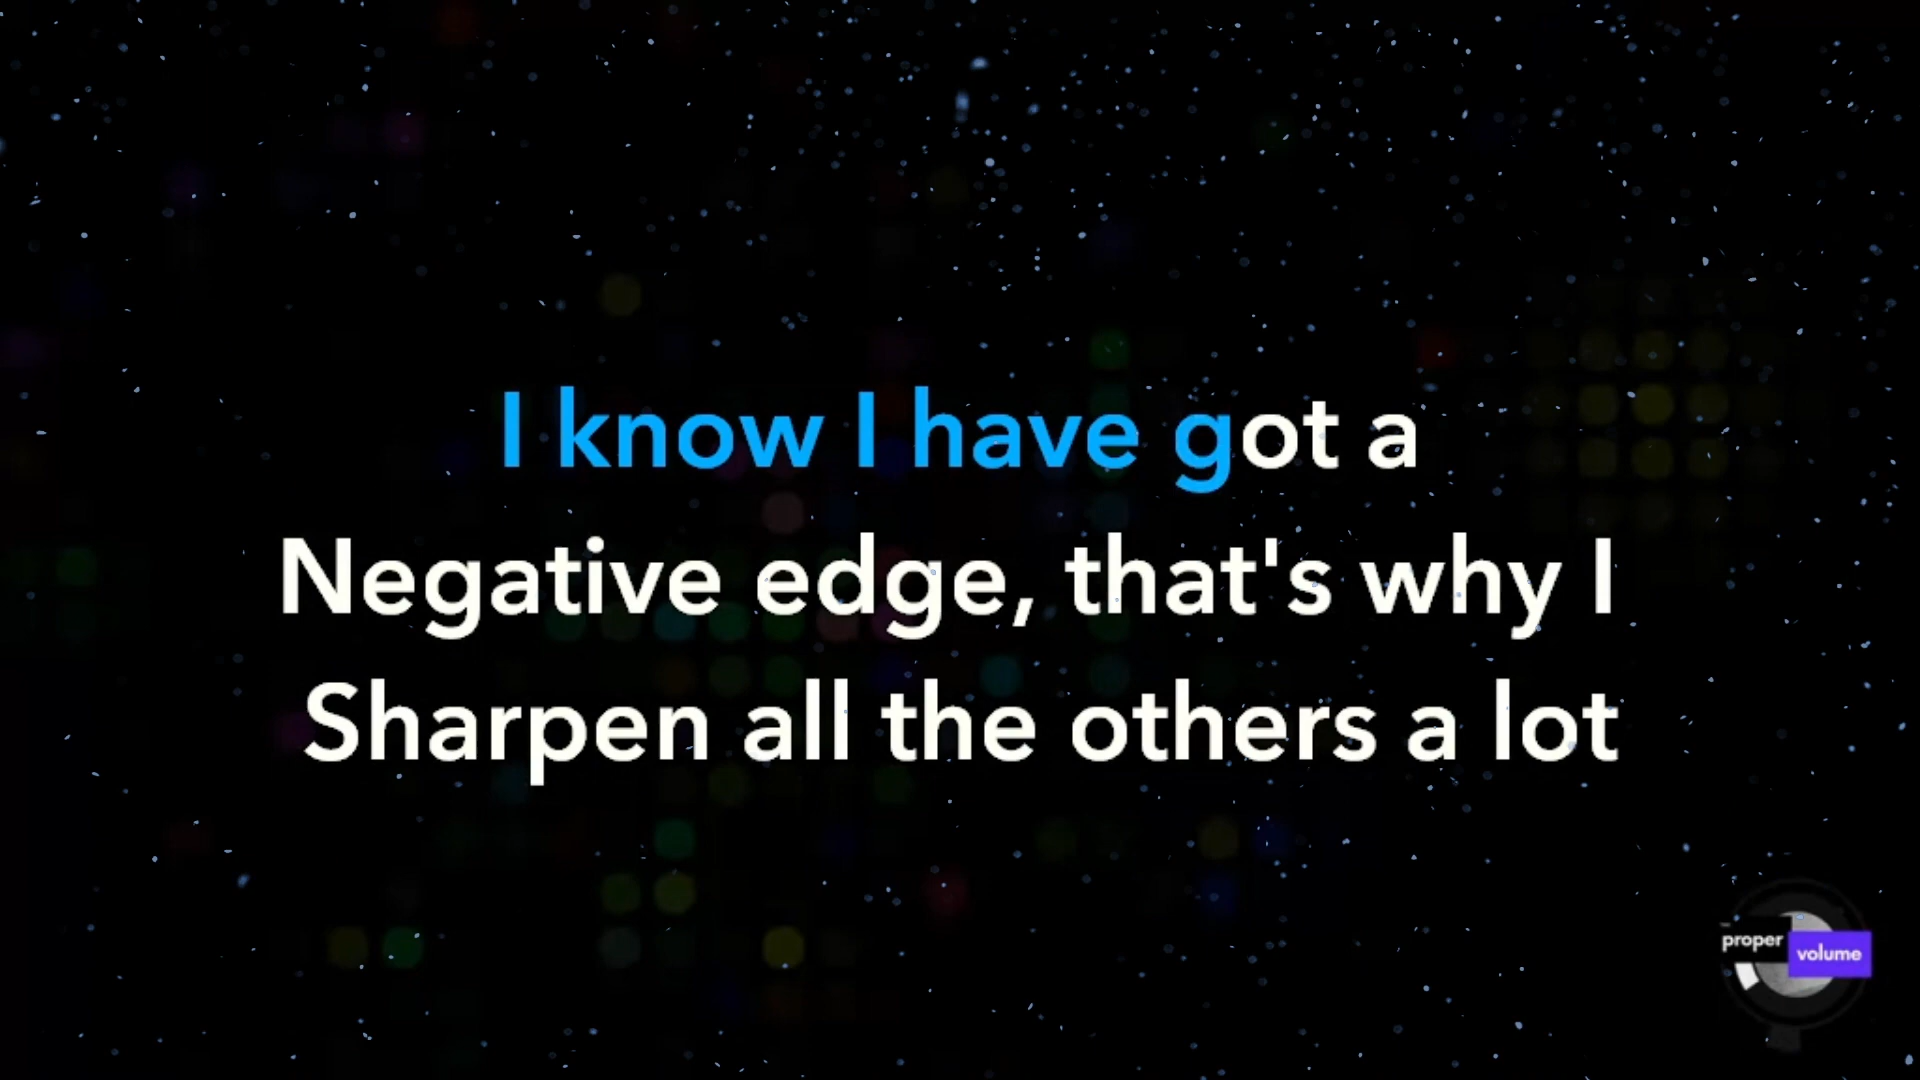 I know I have got a
Negative edge, that's why I
Sharpen all the others a lot
proper
volume